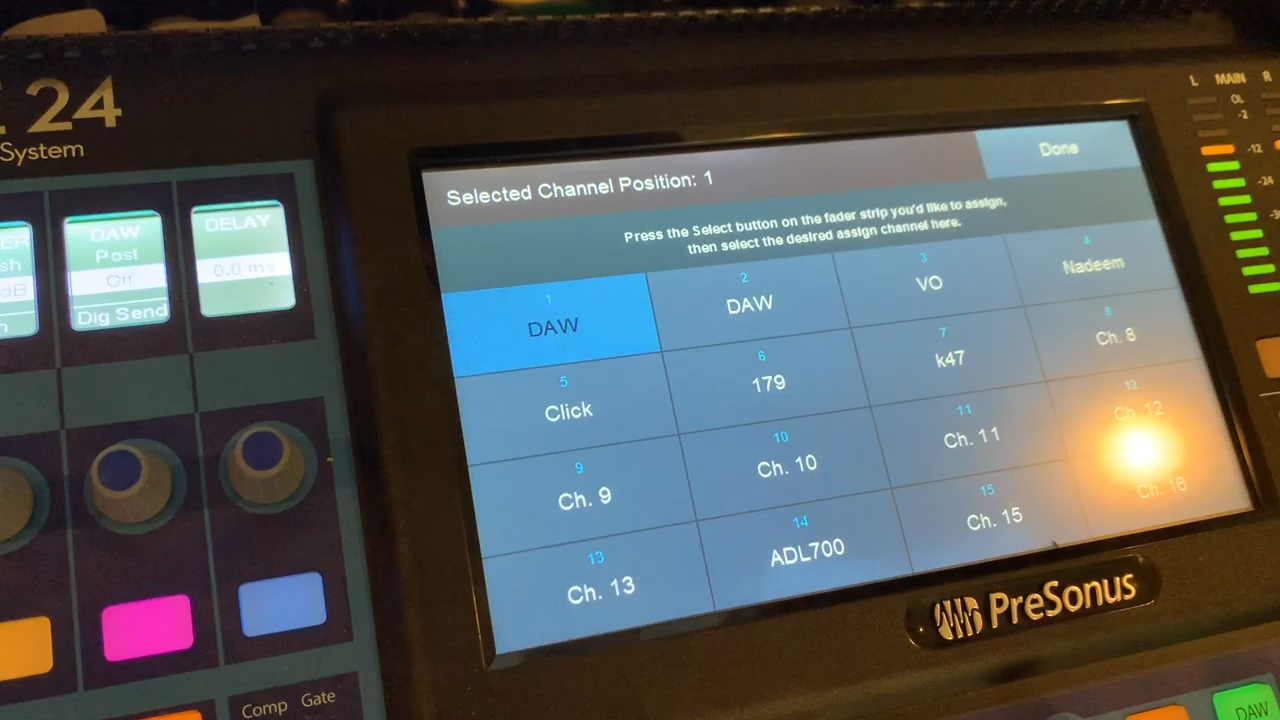 24
System
DAW
Post
Off
Dig Send
DELAY
0.0 ms
Selected Channel Position: 1
Done
Press the Select button on the fader strip you'd like to assign,
then select the desired assign channel here.
1
DAW
2
DAW
3
VO
4
Nadeem
5
Click
6
179
7
k47
8
Ch. 8
9
Ch. 9
10
Ch. 10
11
Ch. 11
12
Ch. 12
13
Ch. 13
14
ADL700
15
Ch. 15
Ch. 16
L MAIN R
OL
-2
-12
-24
PreSonus
Comp Gate
DAW